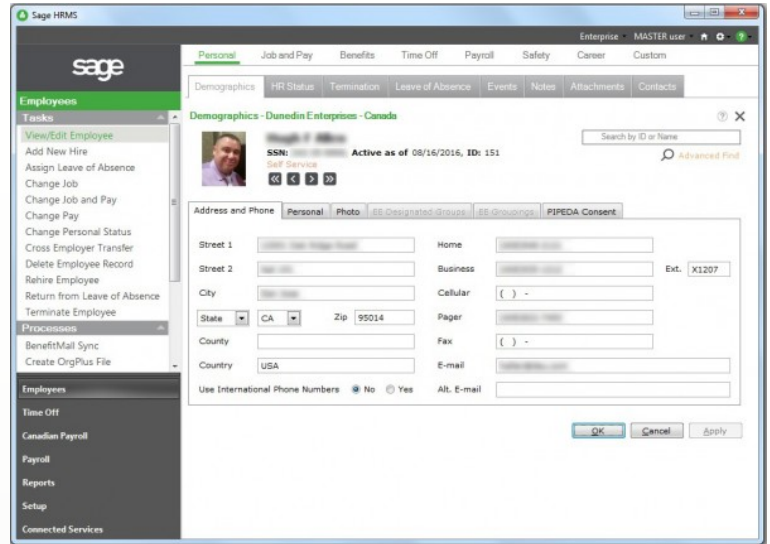 Sage HRMS
Enterprise MASTER user
sage
Personal Job and Pay Benefits Time Off Payroll Safety Career Custom
Demographics HR Status Termination Leave of Absence Events Notes Attachments Contacts
Employees
Tasks
View/Edit Employee
Add New Hire
Assign Leave of Absence
Change Job
Change Job and Pay
Change Pay
Change Personal Status
Cross Employer Transfer
Delete Employee Record
Rehire Employee
Return from Leave of Absence
Terminate Employee
Processes
BenefitMall Sync
Create OrgPlus File
Employees
Time Off
Canadian Payroll
Payroll
Reports
Setup
Connected Services
Demographics - Dunedin Enterprises - Canada
SSN: Active as of 08/16/2016, ID: 151
Self Service
Search by ID or Name
Advanced Find
Address and Phone Personal Photo EE Designated Groups EE Groupings PIPEDA Consent
Street 1 Home
Street 2 Business Ext. X1207
City Cellular ( ) -
State CA Zip 95014 Pager
County Fax ( ) -
Country USA E-mail
Use International Phone Numbers No Yes Alt. E-mail
OK Cancel Apply